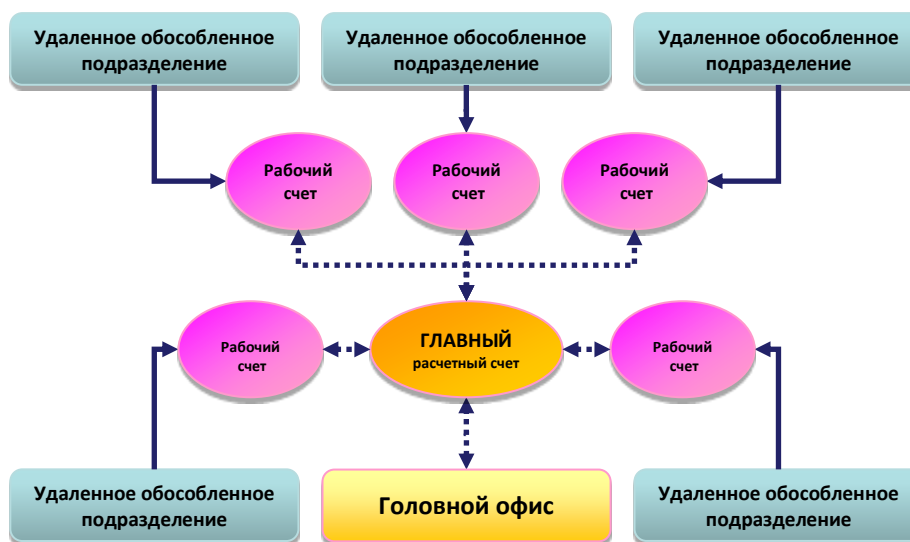 Удаленное обособленное
подразделение
Удаленное обособленное
подразделение
Удаленное обособленное
подразделение
Рабочий
счет
Рабочий
счет
Рабочий
счет
Рабочий
счет
ГЛАВНЫЙ
расчетный счет
Рабочий
счет
Удаленное обособленное
подразделение
Головной офис
Удаленное обособленное
подразделение